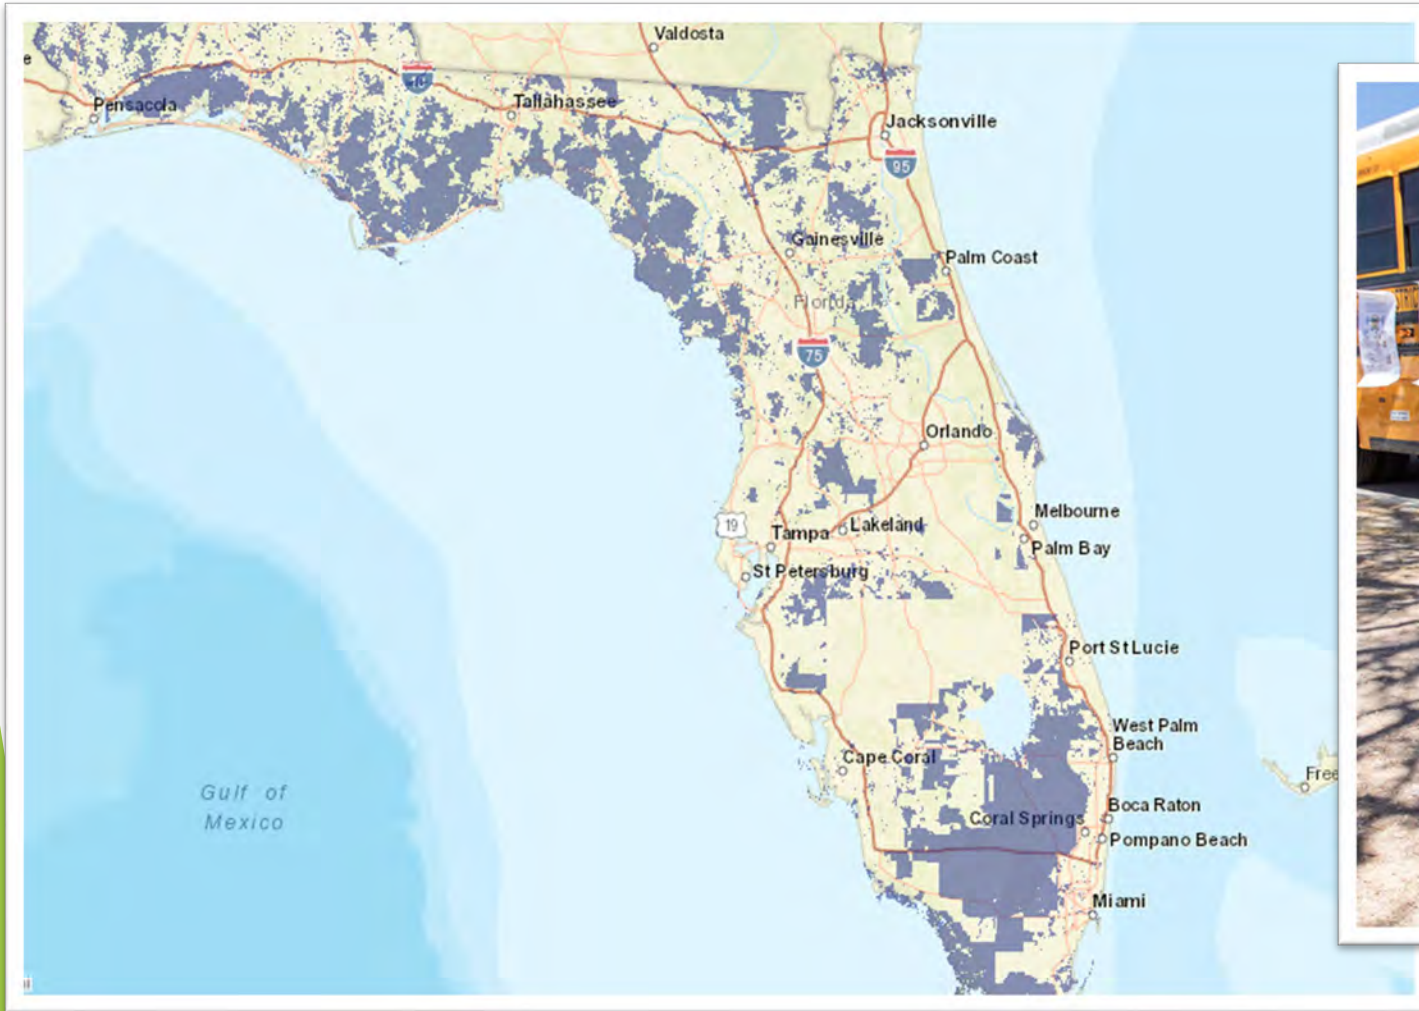 Valdosta
e
10
Pensacola
Tallahassee
Jacksonville
95
Gainesville
Palm Coast
Florida
75
Orlando
19
Tampa
Lakeland
Melbourne
Palm Bay
St Petersburg
Port St Lucie
West Palm
Beach
Cape Coral
Free
Gulf of
Mexico
Boca Raton
Coral Springs
Pompano Beach
Miami